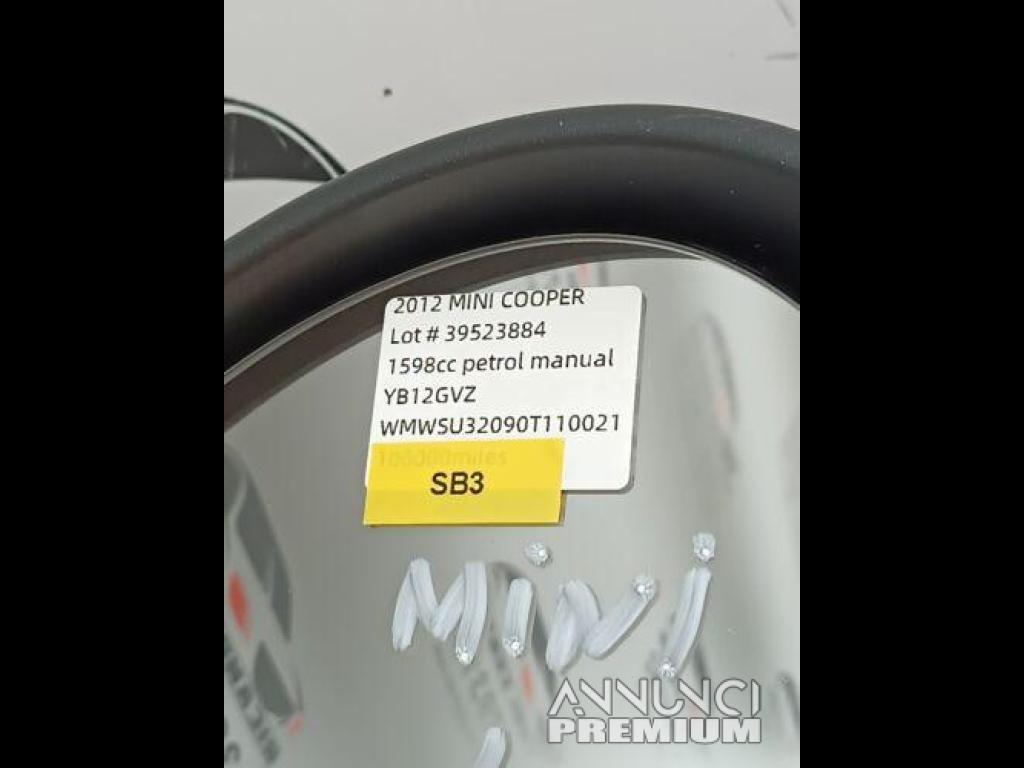 2012 MINI COOPER
Lot # 39523884
1598cc petrol manual
YB12GVZ
WMWSU32090T110021
SB3
MiNi
ANNUNCI
PREMIUM